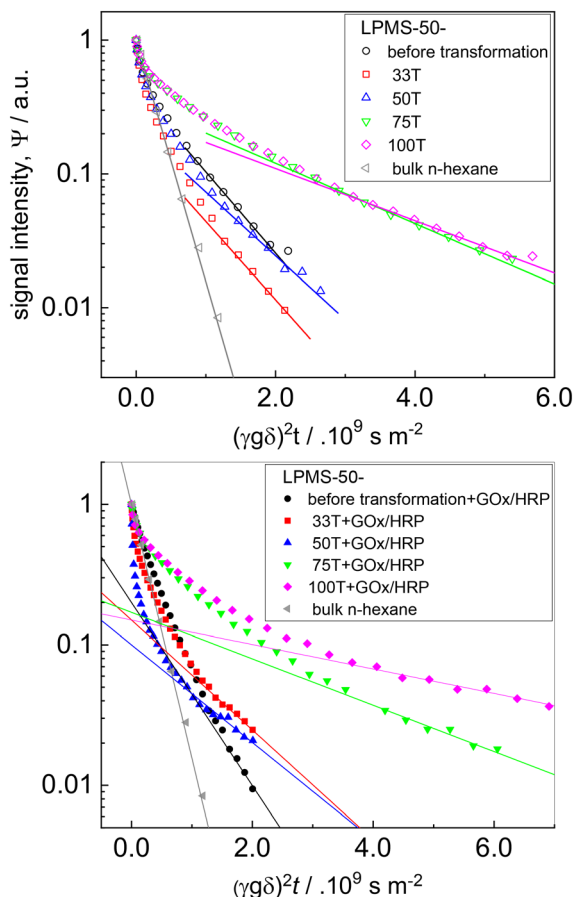 LPMS-50-
before transformation
33T
50T
75T
100T
bulk n-hexane
1
0.1
0.01
signal intensity, Ψ / a.u.
0.0 2.0 4.0 6.0
(γgδ)²t / .10⁹ s m⁻²
LPMS-50-
before transformation+GOx/HRP
33T+GOx/HRP
50T+GOx/HRP
75T+GOx/HRP
100T+GOx/HRP
bulk n-hexane
1
0.1
0.01
0.0 2.0 4.0 6.0
(γgδ)²t / .10⁹ s m⁻²